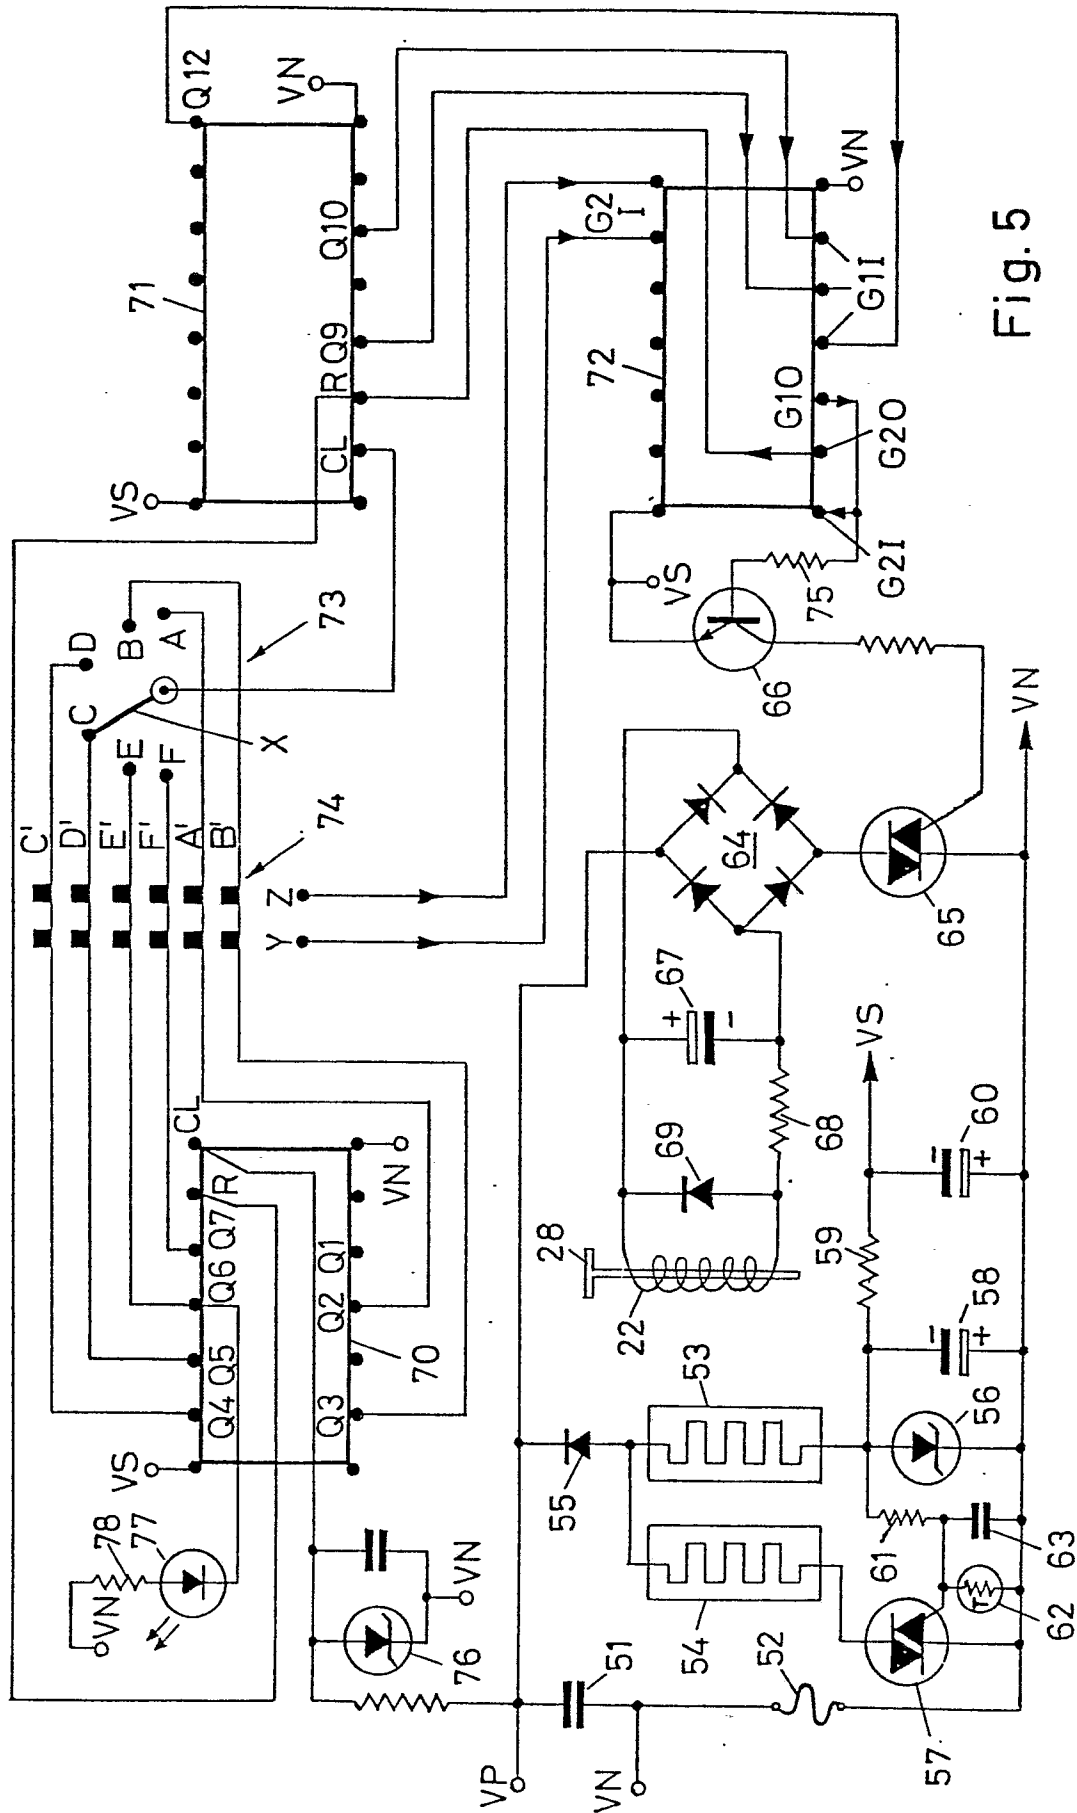 Q12
VN
71
Q10
Q9
R
CL
VS
G2
I
VN
72
G1I
G1O
G2O
G2I
Fig. 5
D
B
A
C
E
F
X
73
VS
75
66
C'
D'
E'
F'
A'
B'
74
Z
Y
64
65
VN
67
+
−
CL
R
Q7
Q6
Q5
Q4
Q1
Q2
Q3
VN
70
VS
68
69
28
22
VS
59
60
−
+
58
−
+
78
77
VN
76
VN
53
55
54
56
61
63
62
57
51
52
VP
VN